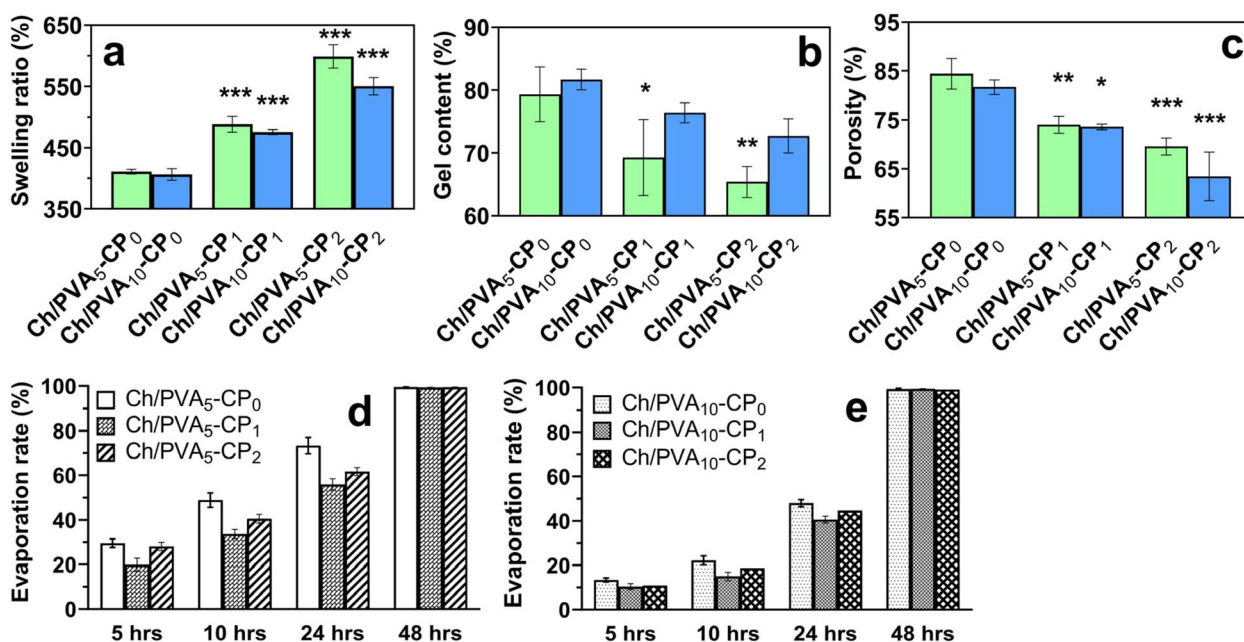 Swelling ratio (%)
650
550
450
350
a
***
***
***
***
Ch/PVA₅-CP₀
Ch/PVA₁₀-CP₀
Ch/PVA₅-CP₁
Ch/PVA₁₀-CP₁
Ch/PVA₅-CP₂
Ch/PVA₁₀-CP₂
Gel content (%)
90
80
70
60
b
*
**
Ch/PVA₅-CP₀
Ch/PVA₁₀-CP₀
Ch/PVA₅-CP₁
Ch/PVA₁₀-CP₁
Ch/PVA₅-CP₂
Ch/PVA₁₀-CP₂
Porosity (%)
95
85
75
65
55
c
**
*
***
***
Ch/PVA₅-CP₀
Ch/PVA₁₀-CP₀
Ch/PVA₅-CP₁
Ch/PVA₁₀-CP₁
Ch/PVA₅-CP₂
Ch/PVA₁₀-CP₂
Evaporation rate (%)
100
80
60
40
20
0
Ch/PVA₅-CP₀
Ch/PVA₅-CP₁
Ch/PVA₅-CP₂
d
5 hrs 10 hrs 24 hrs 48 hrs
Evaporation rate (%)
100
80
60
40
20
0
Ch/PVA₁₀-CP₀
Ch/PVA₁₀-CP₁
Ch/PVA₁₀-CP₂
e
5 hrs 10 hrs 24 hrs 48 hrs